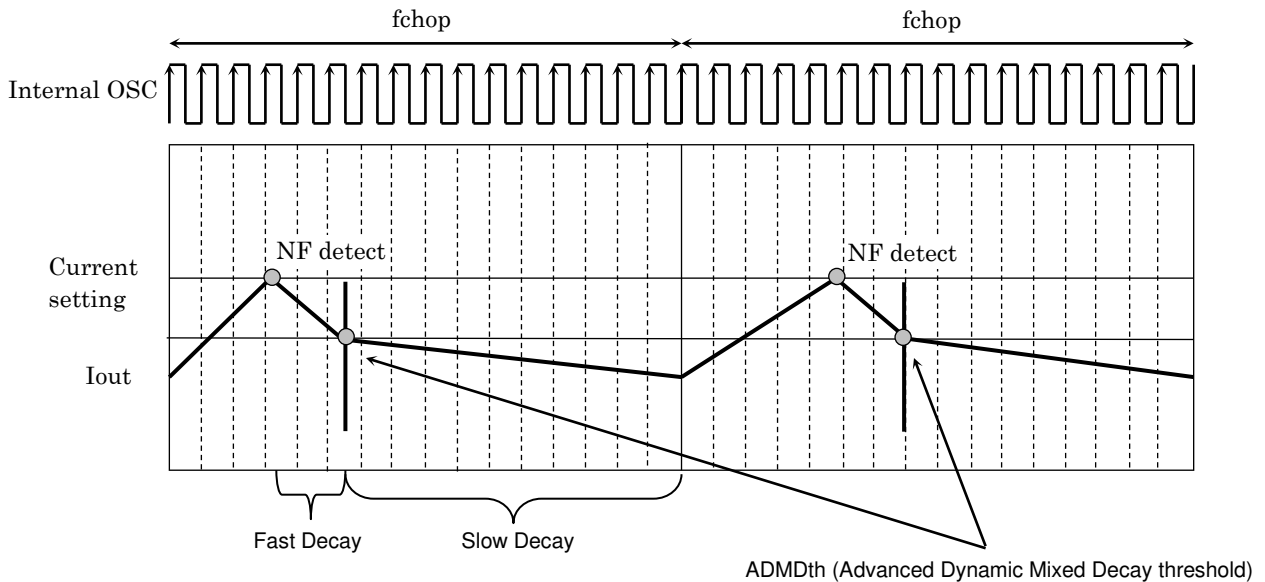 fchop
fchop
Internal OSC
NF detect
NF detect
Current
setting
Iout
Fast Decay
Slow Decay
ADMDth (Advanced Dynamic Mixed Decay threshold)